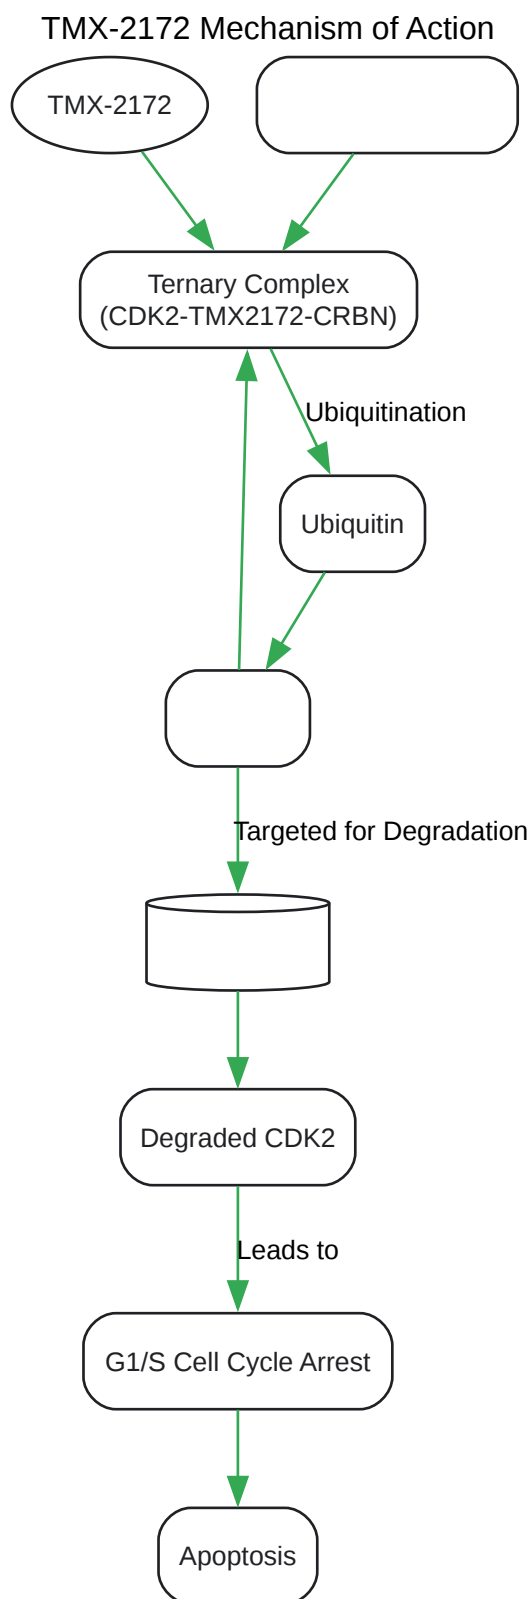 TMX-2172 Mechanism of Action
TMX-2172
Ternary Complex
(CDK2-TMX2172-CRBN)
Ubiquitination
Ubiquitin
Targeted for Degradation
Degraded CDK2
Leads to
G1/S Cell Cycle Arrest
Apoptosis